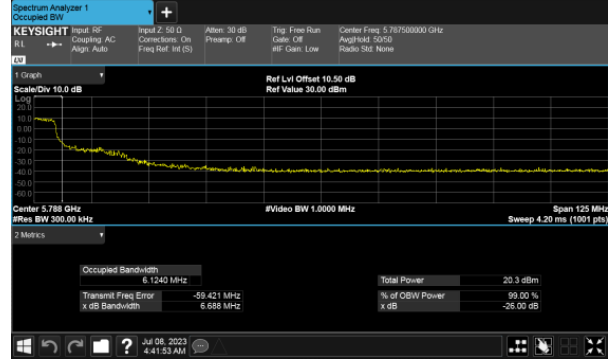 Spectrum Analyzer 1
Occupied BW
+
KEYSIGHT
RL
Input: RF
Coupling: AC
Align: Auto
Input Z: 50 Ω
Corrections: On
Freq Ref: Int (S)
Atten: 30 dB
Preamp: Off
Trig: Free Run
Gate: Off
#IF Gain: Low
Center Freq: 5.787500000 GHz
Avg|Hold: 50/50
Radio Std: None
1 Graph
Scale/Div 10.0 dB
Ref Lvl Offset 10.50 dB
Ref Value 30.00 dBm
Log
20.0
10.0
0.00
-10.0
-20.0
-30.0
-40.0
-50.0
-60.0
Center 5.788 GHz
#Video BW 1.0000 MHz
Span 125 MHz
#Res BW 300.00 kHz
Sweep 4.20 ms (1001 pts)
2 Metrics
Occupied Bandwidth
6.1240 MHz
Total Power 20.3 dBm
Transmit Freq Error -59.421 MHz
% of OBW Power 99.00 %
x dB Bandwidth 6.688 MHz
x dB -26.00 dB
?
Jul 08, 2023
4:41:53 AM